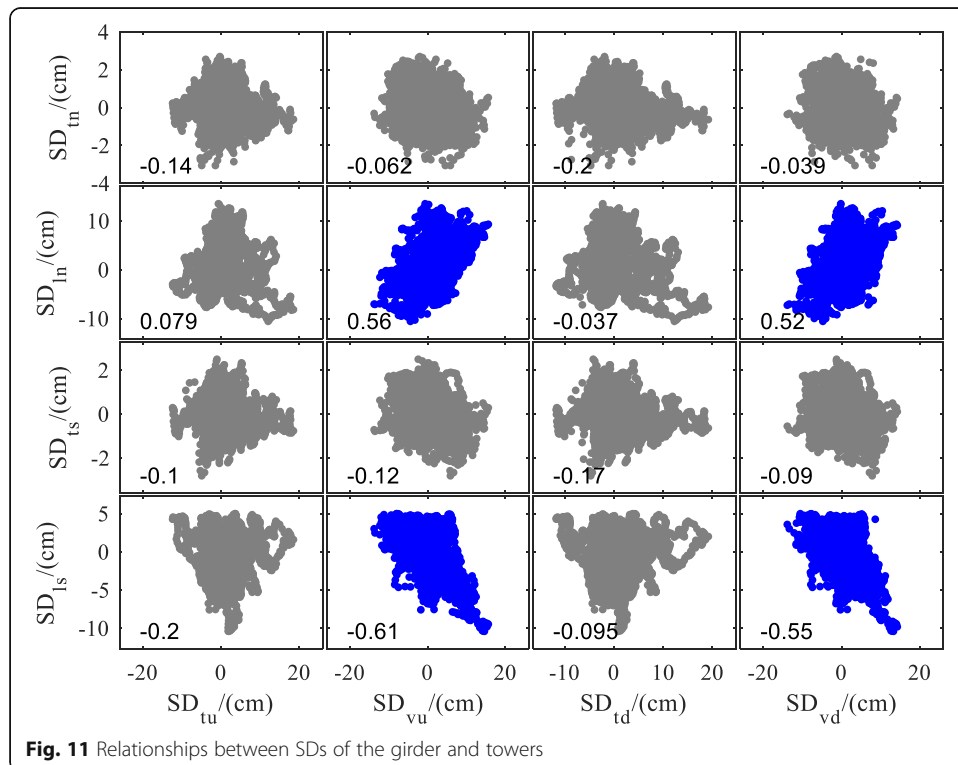 4
2
0
-2
-4
SD_tn/(cm)
-0.14
-0.062
-0.2
-0.039
10
0
-10
SD_ln/(cm)
0.079
0.56
-0.037
0.52
2
0
-2
SD_ts/(cm)
-0.1
-0.12
-0.17
-0.09
5
0
-5
-10
SD_ls/(cm)
-0.2
-0.61
-0.095
-0.55
-20 0 20
-20 0 20
-10 0 10 20
-20 0 20
SD_tu/(cm)
SD_vu/(cm)
SD_td/(cm)
SD_vd/(cm)
Fig. 11 Relationships between SDs of the girder and towers